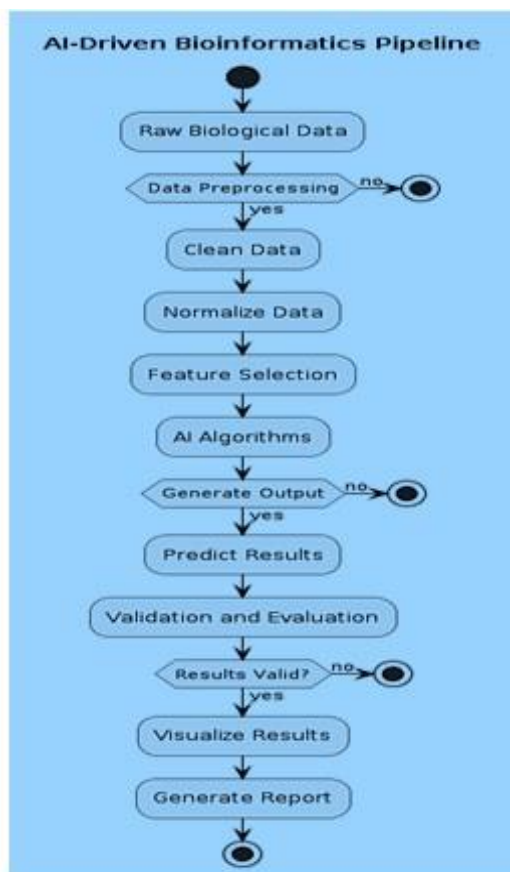 AI-Driven Bioinformatics Pipeline
Raw Biological Data
Data Preprocessing
no
yes
Clean Data
Normalize Data
Feature Selection
AI Algorithms
Generate Output
no
yes
Predict Results
Validation and Evaluation
Results Valid?
no
yes
Visualize Results
Generate Report